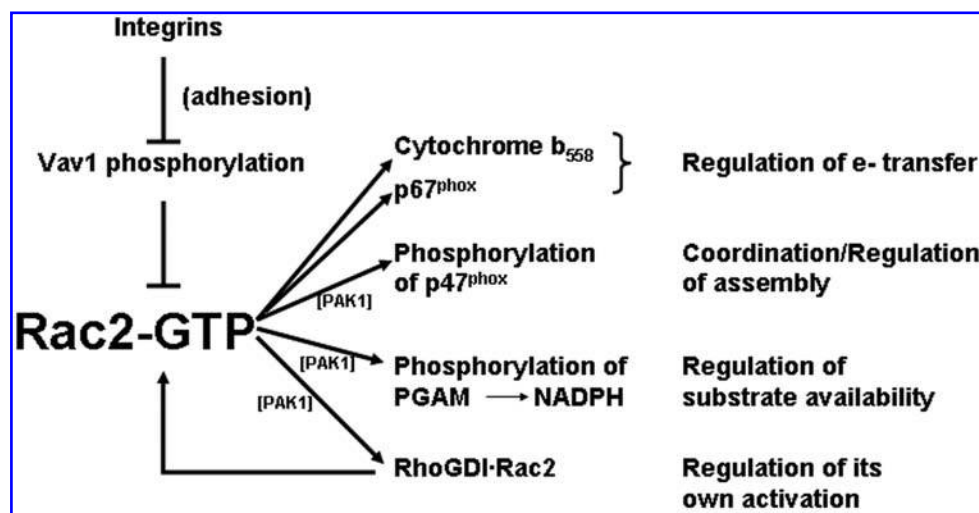 Integrins
(adhesion)
Vav1 phosphorylation
Rac2-GTP
Cytochrome b558
p67phox
Regulation of e- transfer
[PAK1]
Phosphorylation
of p47phox
Coordination/Regulation
of assembly
[PAK1]
Phosphorylation of
PGAM → NADPH
Regulation of
substrate availability
[PAK1]
RhoGDI·Rac2
Regulation of its
own activation